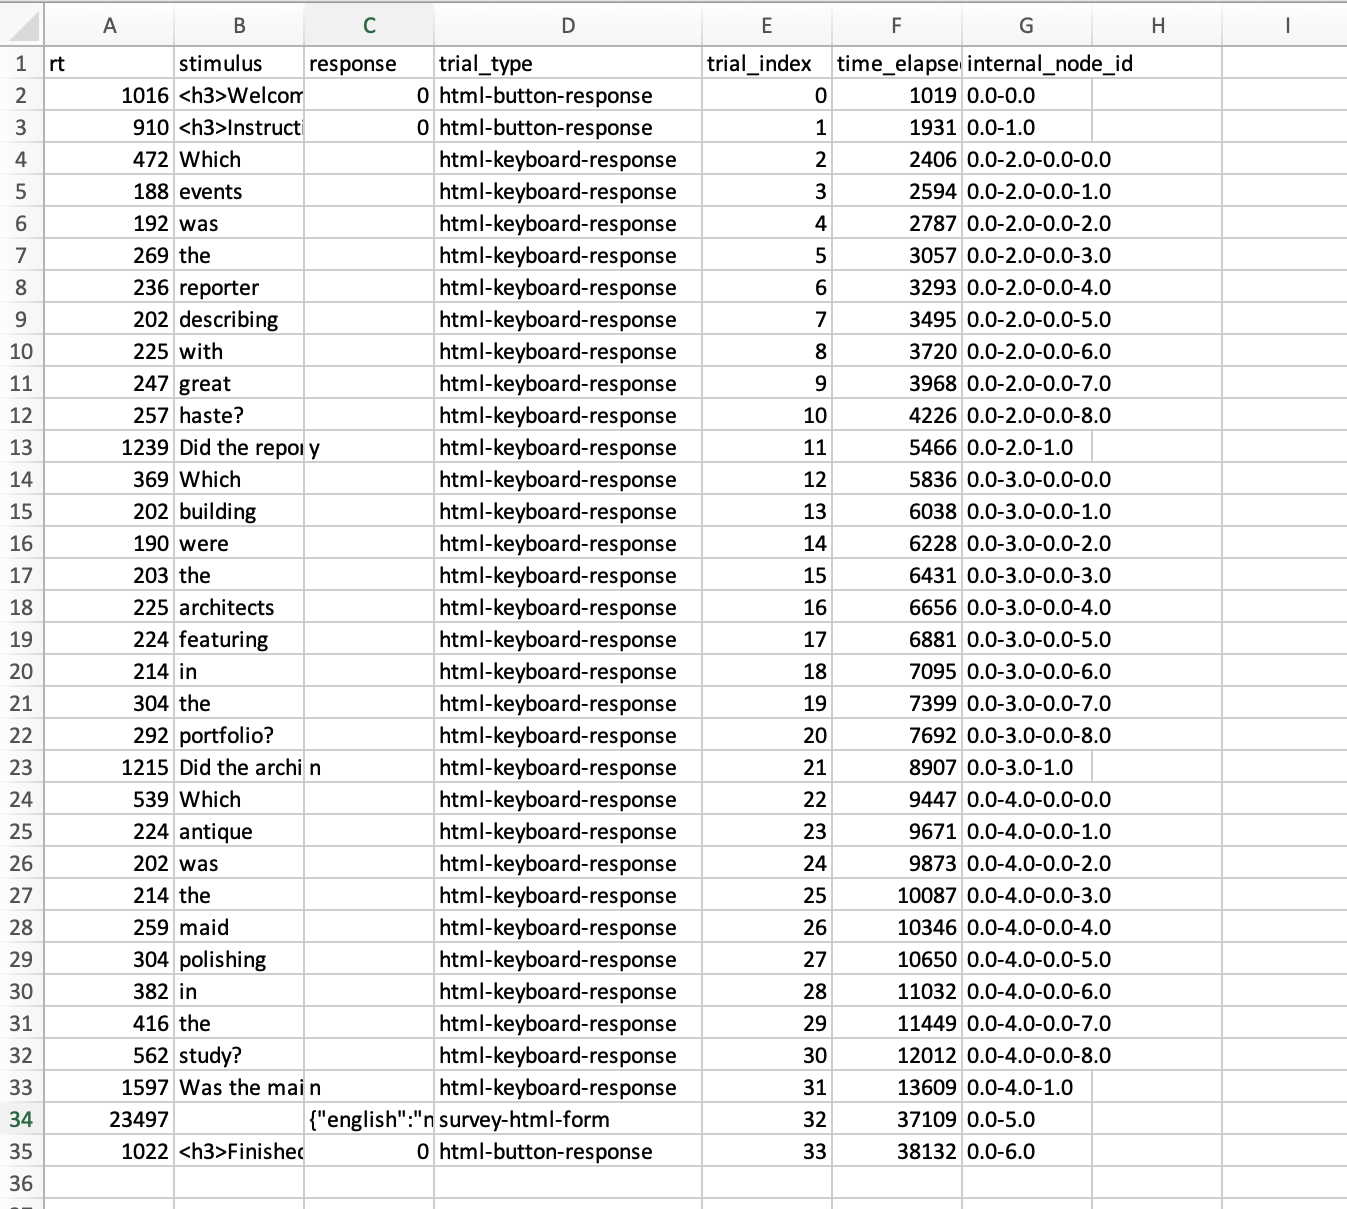 A B C D E F G H I
1 rt stimulus response trial_type trial_index time_elapse internal_node_id
2 1016 <h3>Welcom 0 html-button-response 0 1019 0.0-0.0
3 910 <h3>Instructi 0 html-button-response 1 1931 0.0-1.0
4 472 Which html-keyboard-response 2 2406 0.0-2.0-0.0-0.0
5 188 events html-keyboard-response 3 2594 0.0-2.0-0.0-1.0
6 192 was html-keyboard-response 4 2787 0.0-2.0-0.0-2.0
7 269 the html-keyboard-response 5 3057 0.0-2.0-0.0-3.0
8 236 reporter html-keyboard-response 6 3293 0.0-2.0-0.0-4.0
9 202 describing html-keyboard-response 7 3495 0.0-2.0-0.0-5.0
10 225 with html-keyboard-response 8 3720 0.0-2.0-0.0-6.0
11 247 great html-keyboard-response 9 3968 0.0-2.0-0.0-7.0
12 257 haste? html-keyboard-response 10 4226 0.0-2.0-0.0-8.0
13 1239 Did the repor y html-keyboard-response 11 5466 0.0-2.0-1.0
14 369 Which html-keyboard-response 12 5836 0.0-3.0-0.0-0.0
15 202 building html-keyboard-response 13 6038 0.0-3.0-0.0-1.0
16 190 were html-keyboard-response 14 6228 0.0-3.0-0.0-2.0
17 203 the html-keyboard-response 15 6431 0.0-3.0-0.0-3.0
18 225 architects html-keyboard-response 16 6656 0.0-3.0-0.0-4.0
19 224 featuring html-keyboard-response 17 6881 0.0-3.0-0.0-5.0
20 214 in html-keyboard-response 18 7095 0.0-3.0-0.0-6.0
21 304 the html-keyboard-response 19 7399 0.0-3.0-0.0-7.0
22 292 portfolio? html-keyboard-response 20 7692 0.0-3.0-0.0-8.0
23 1215 Did the archi n html-keyboard-response 21 8907 0.0-3.0-1.0
24 539 Which html-keyboard-response 22 9447 0.0-4.0-0.0-0.0
25 224 antique html-keyboard-response 23 9671 0.0-4.0-0.0-1.0
26 202 was html-keyboard-response 24 9873 0.0-4.0-0.0-2.0
27 214 the html-keyboard-response 25 10087 0.0-4.0-0.0-3.0
28 259 maid html-keyboard-response 26 10346 0.0-4.0-0.0-4.0
29 304 polishing html-keyboard-response 27 10650 0.0-4.0-0.0-5.0
30 382 in html-keyboard-response 28 11032 0.0-4.0-0.0-6.0
31 416 the html-keyboard-response 29 11449 0.0-4.0-0.0-7.0
32 562 study? html-keyboard-response 30 12012 0.0-4.0-0.0-8.0
33 1597 Was the mai n html-keyboard-response 31 13609 0.0-4.0-1.0
34 23497 {"english":"n survey-html-form 32 37109 0.0-5.0
35 1022 <h3>Finished 0 html-button-response 33 38132 0.0-6.0
36